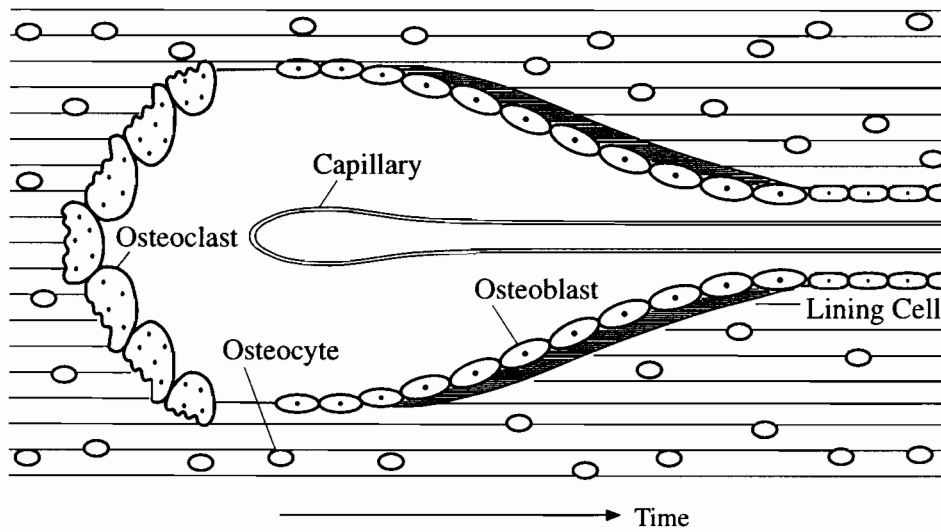 Capillary
Osteoclast
Osteoblast
Lining Cell
Osteocyte
Time